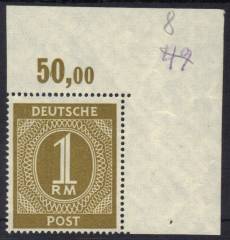 8
50,00
DEUTSCHE
1
RM
POST